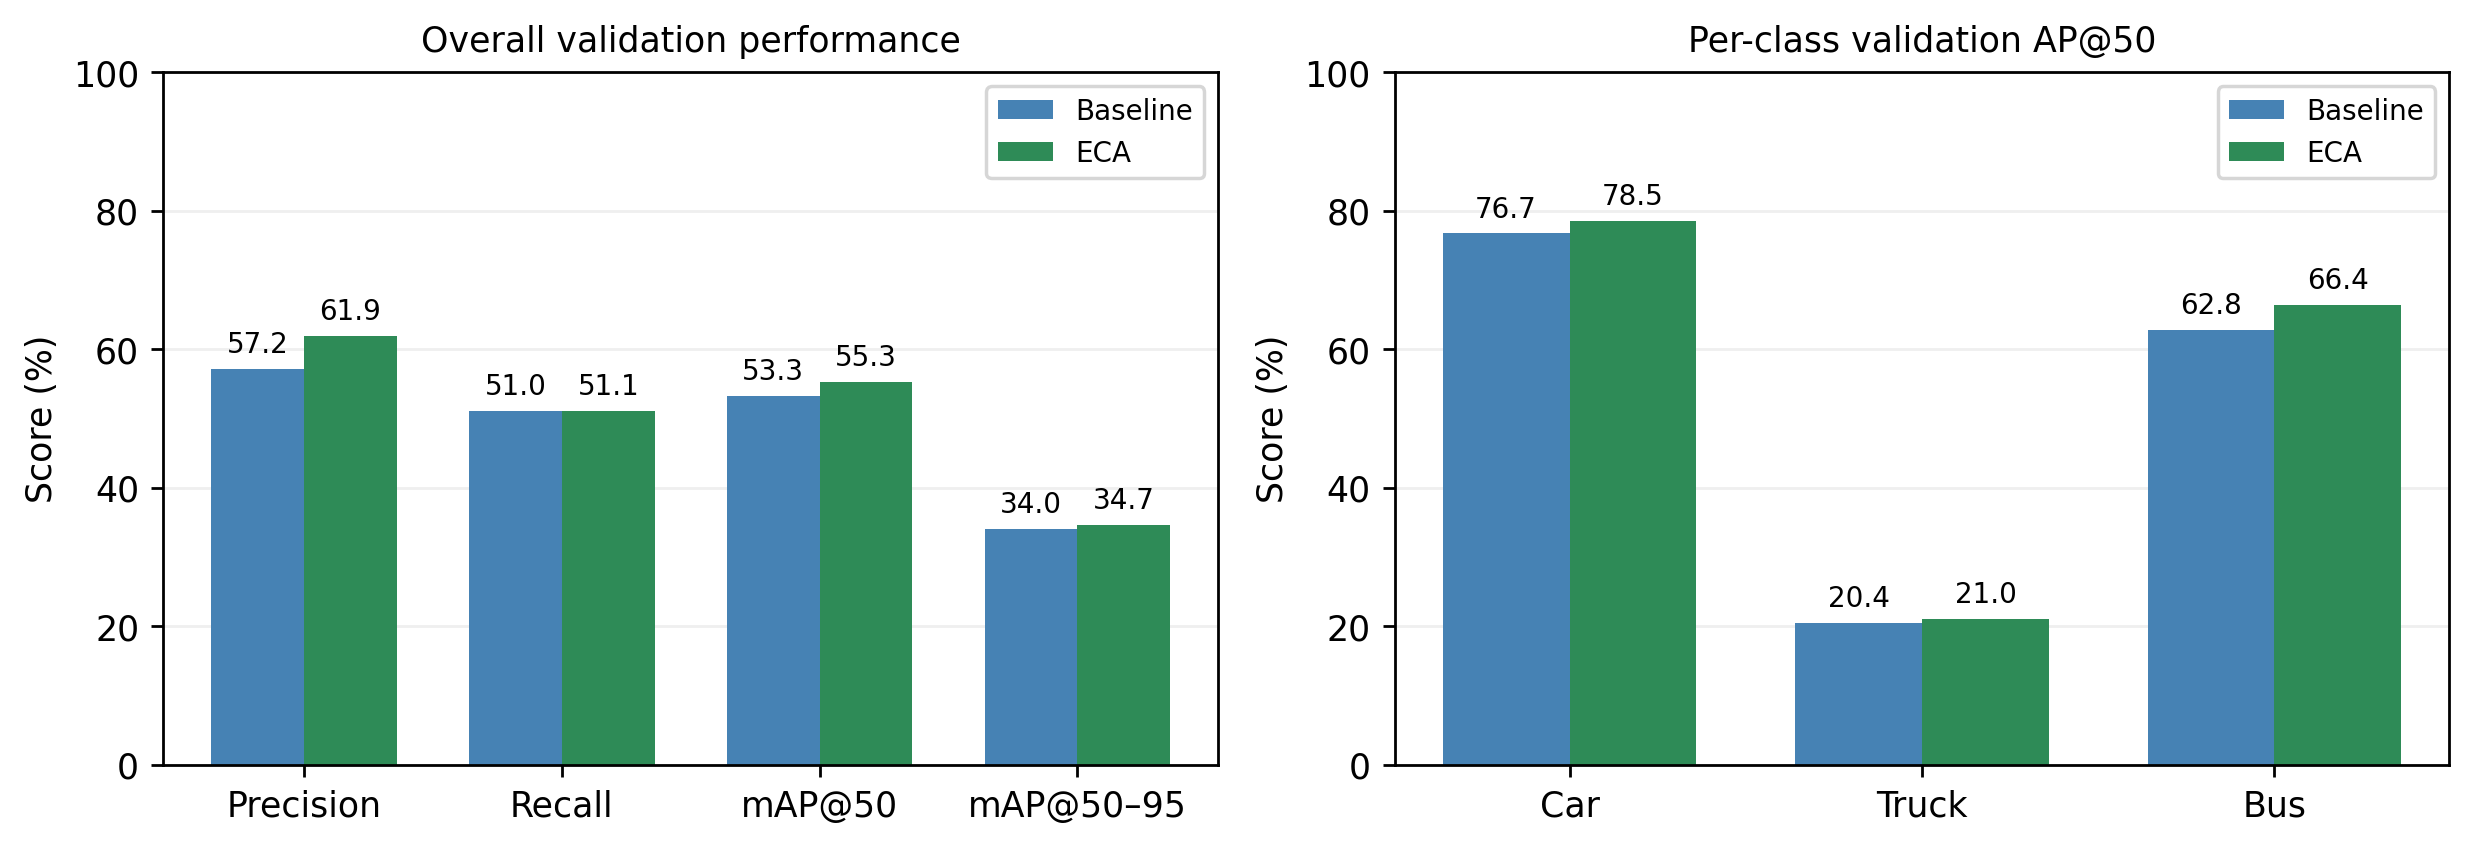 Overall validation performance
Score (%)
100
80
60
40
20
0
Baseline
ECA
57.2
61.9
51.0
51.1
53.3
55.3
34.0
34.7
Precision
Recall
mAP@50
mAP@50–95
Per-class validation AP@50
Score (%)
100
80
60
40
20
0
Baseline
ECA
76.7
78.5
20.4
21.0
62.8
66.4
Car
Truck
Bus